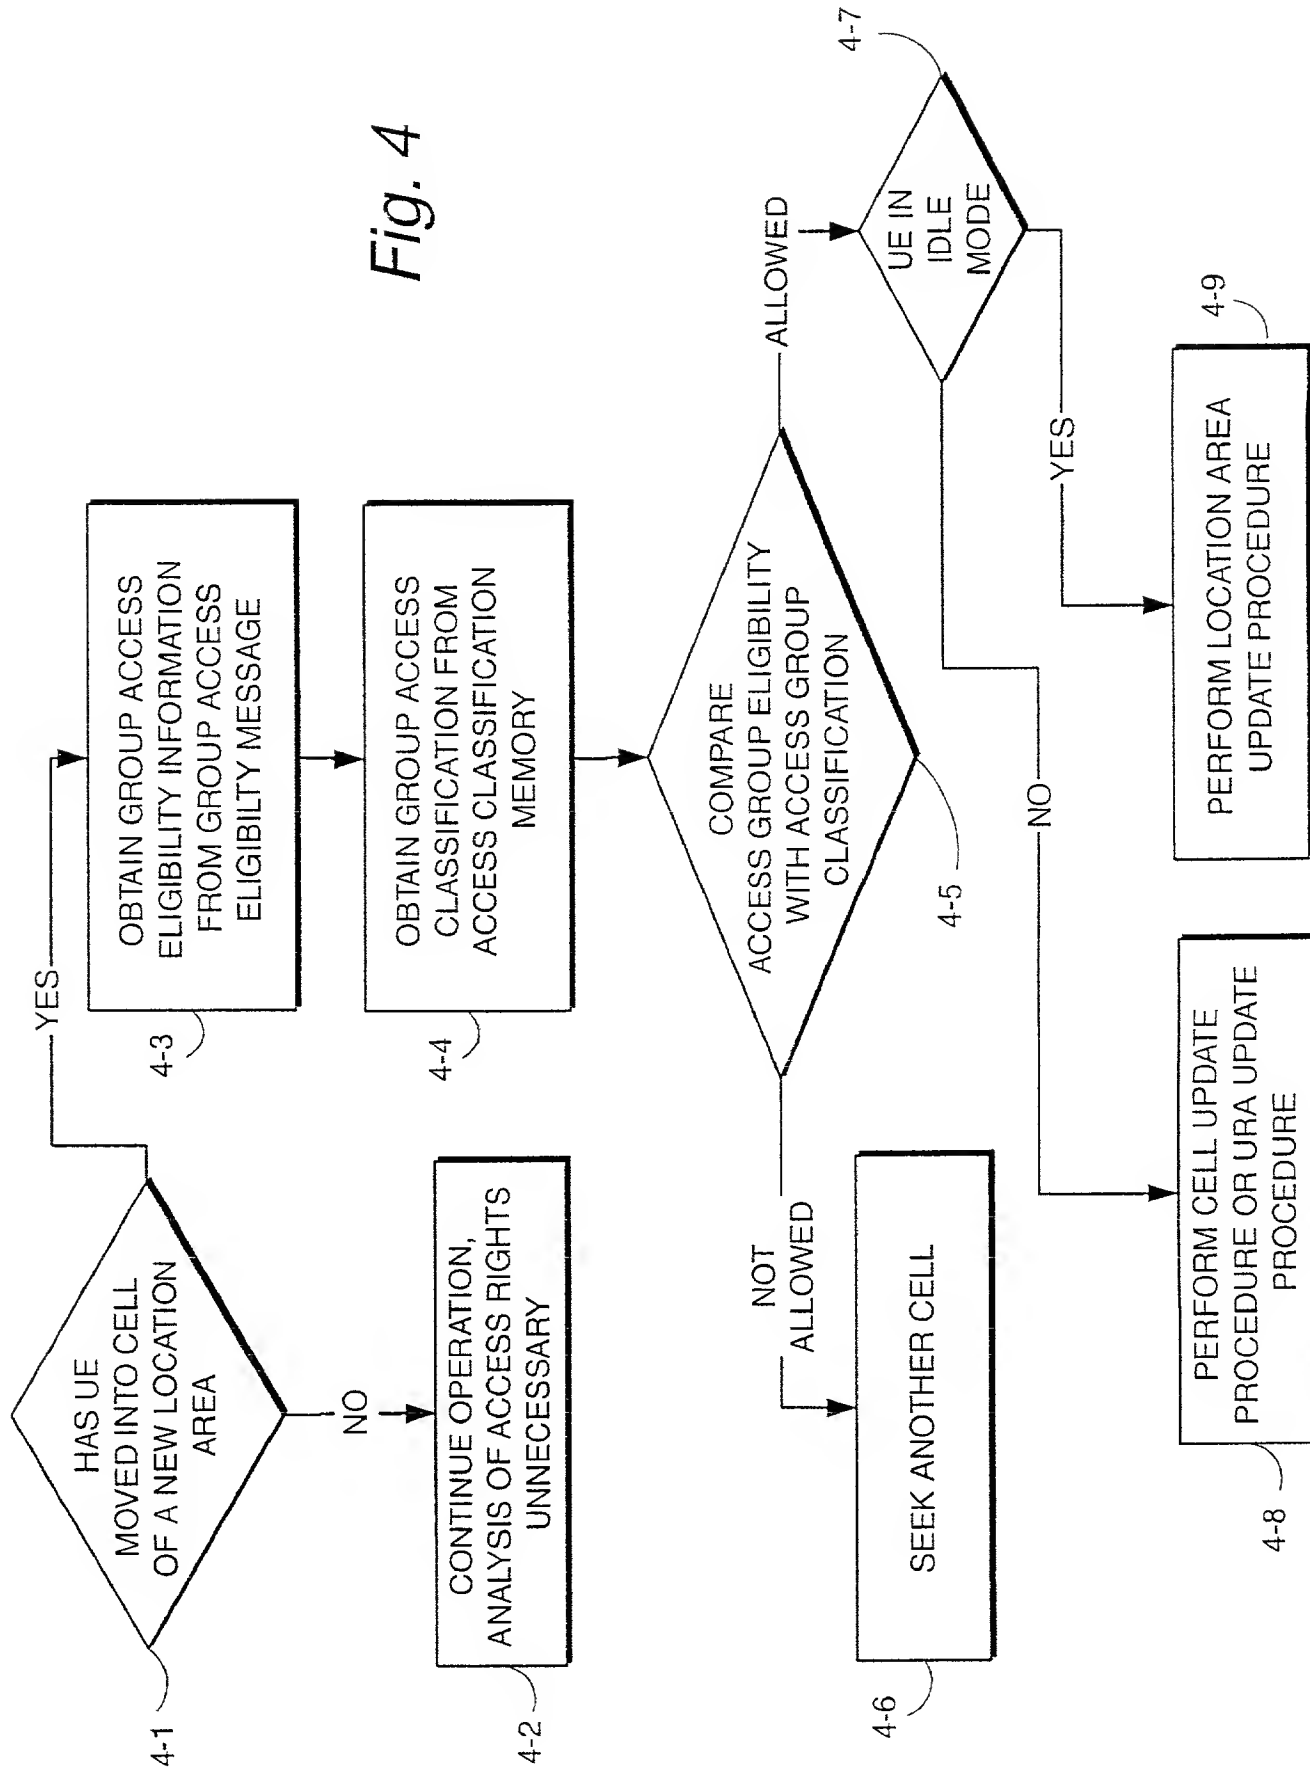 HAS UE
MOVED INTO CELL
OF A NEW LOCATION
AREA
4-1
YES
NO
CONTINUE OPERATION,
ANALYSIS OF ACCESS RIGHTS
UNNECESSARY
4-2
OBTAIN GROUP ACCESS
ELIGIBILITY INFORMATION
FROM GROUP ACCESS
ELIGIBILTY MESSAGE
4-3
OBTAIN GROUP ACCESS
CLASSIFICATION FROM
ACCESS CLASSIFICATION
MEMORY
4-4
COMPARE
ACCESS GROUP ELIGIBILITY
WITH ACCESS GROUP
CLASSIFICATION
4-5
NOT
ALLOWED
ALLOWED
SEEK ANOTHER CELL
4-6
UE IN
IDLE
MODE
4-7
NO
YES
PERFORM CELL UPDATE
PROCEDURE OR URA UPDATE
PROCEDURE
4-8
PERFORM LOCATION AREA
UPDATE PROCEDURE
4-9
Fig. 4